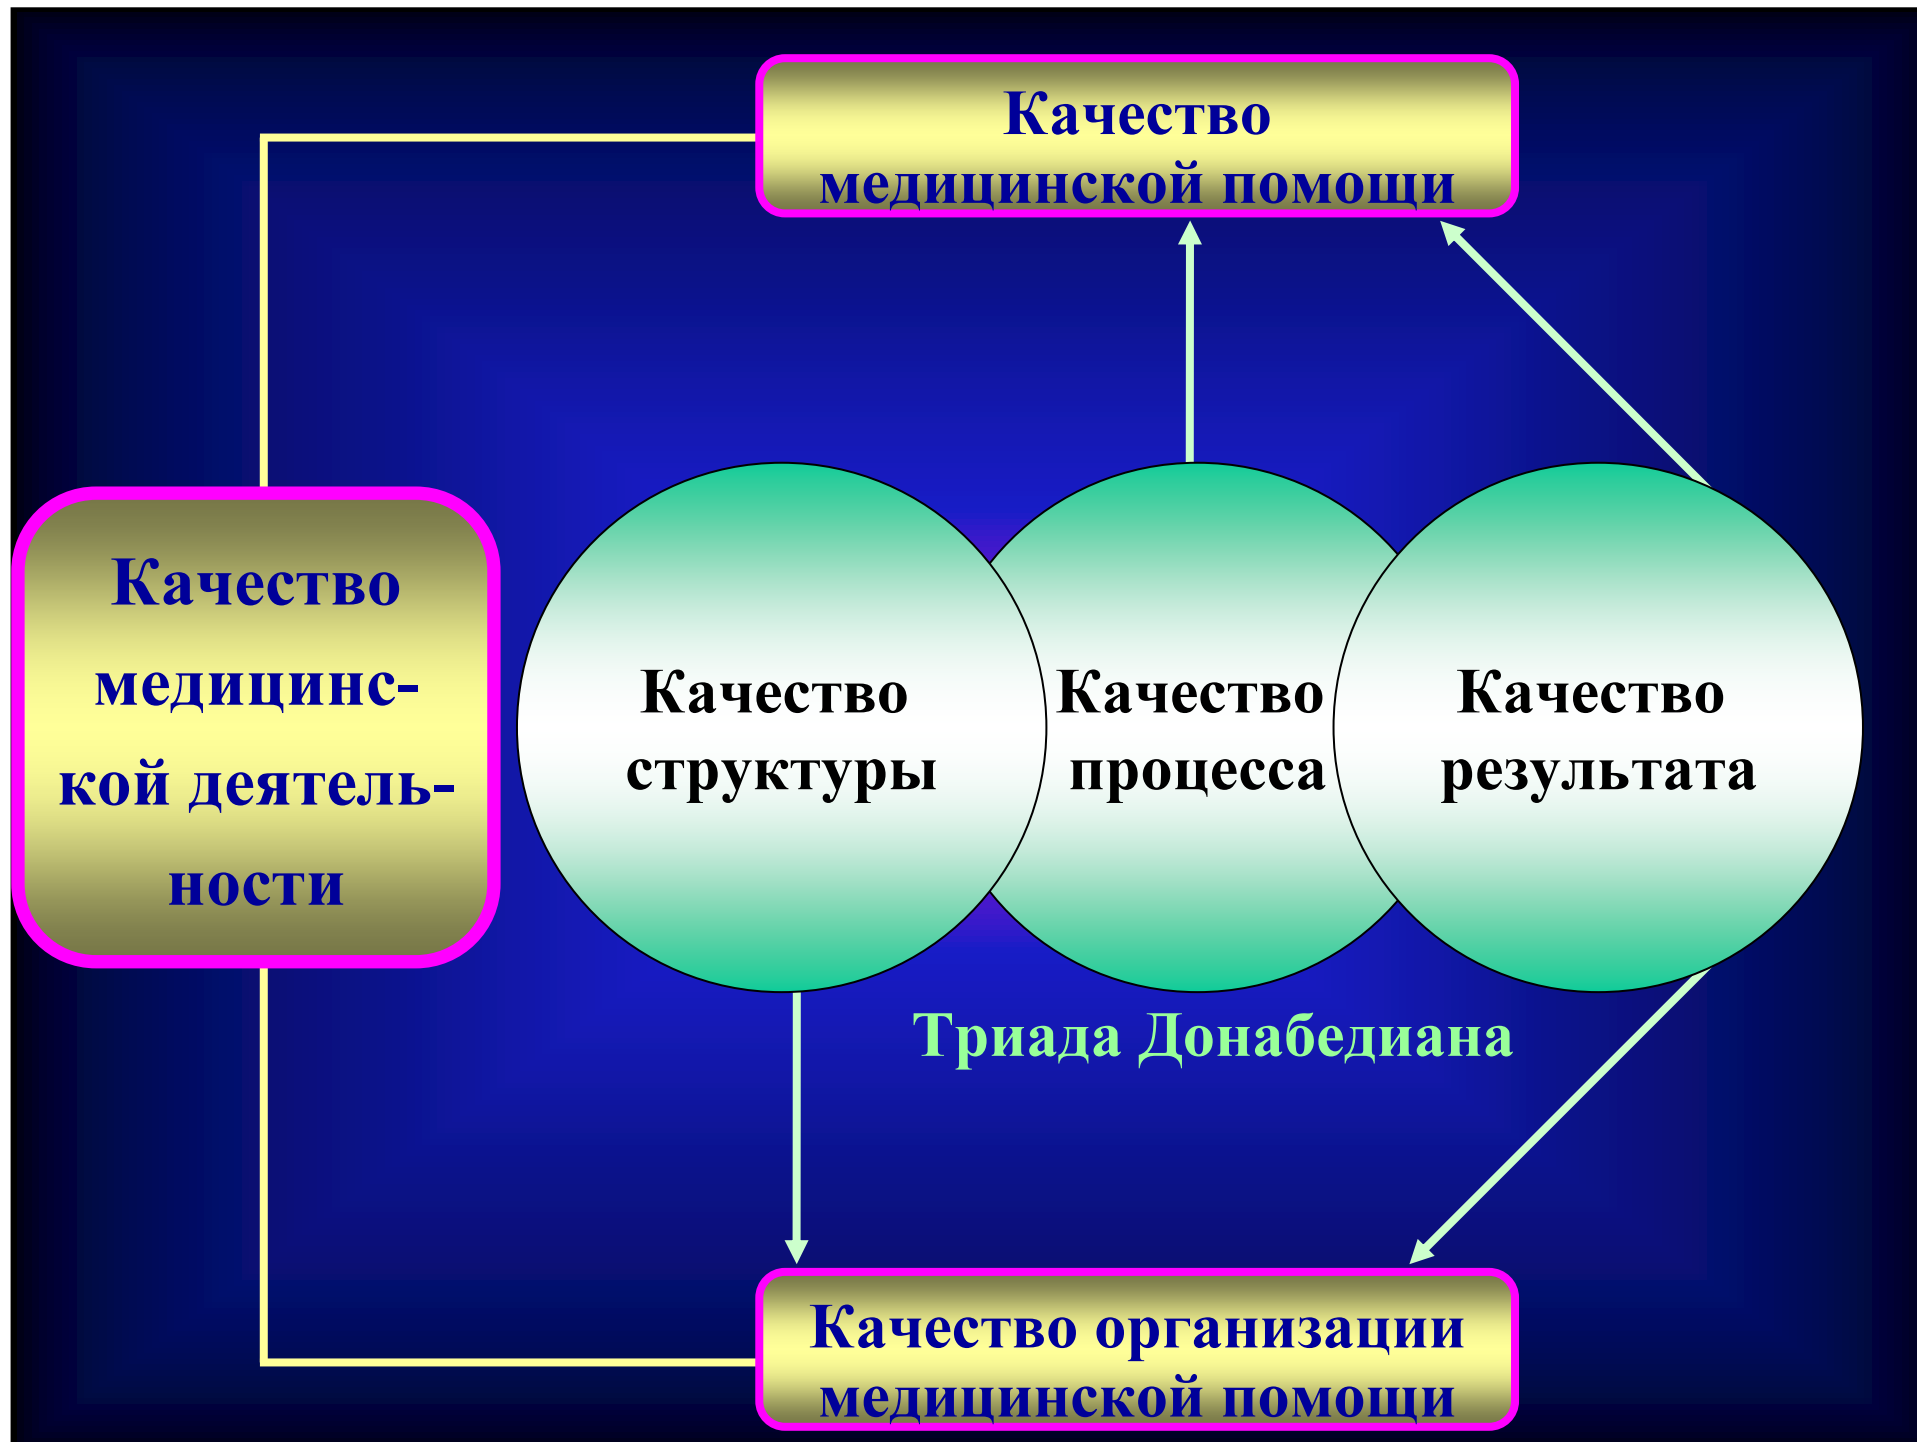 Качество
медицинской помощи
Качество
медицинс-
кой деятель-
ности
Качество
структуры
Качество
процесса
Качество
результата
Триада Донабедиана
Качество организации
медицинской помощи